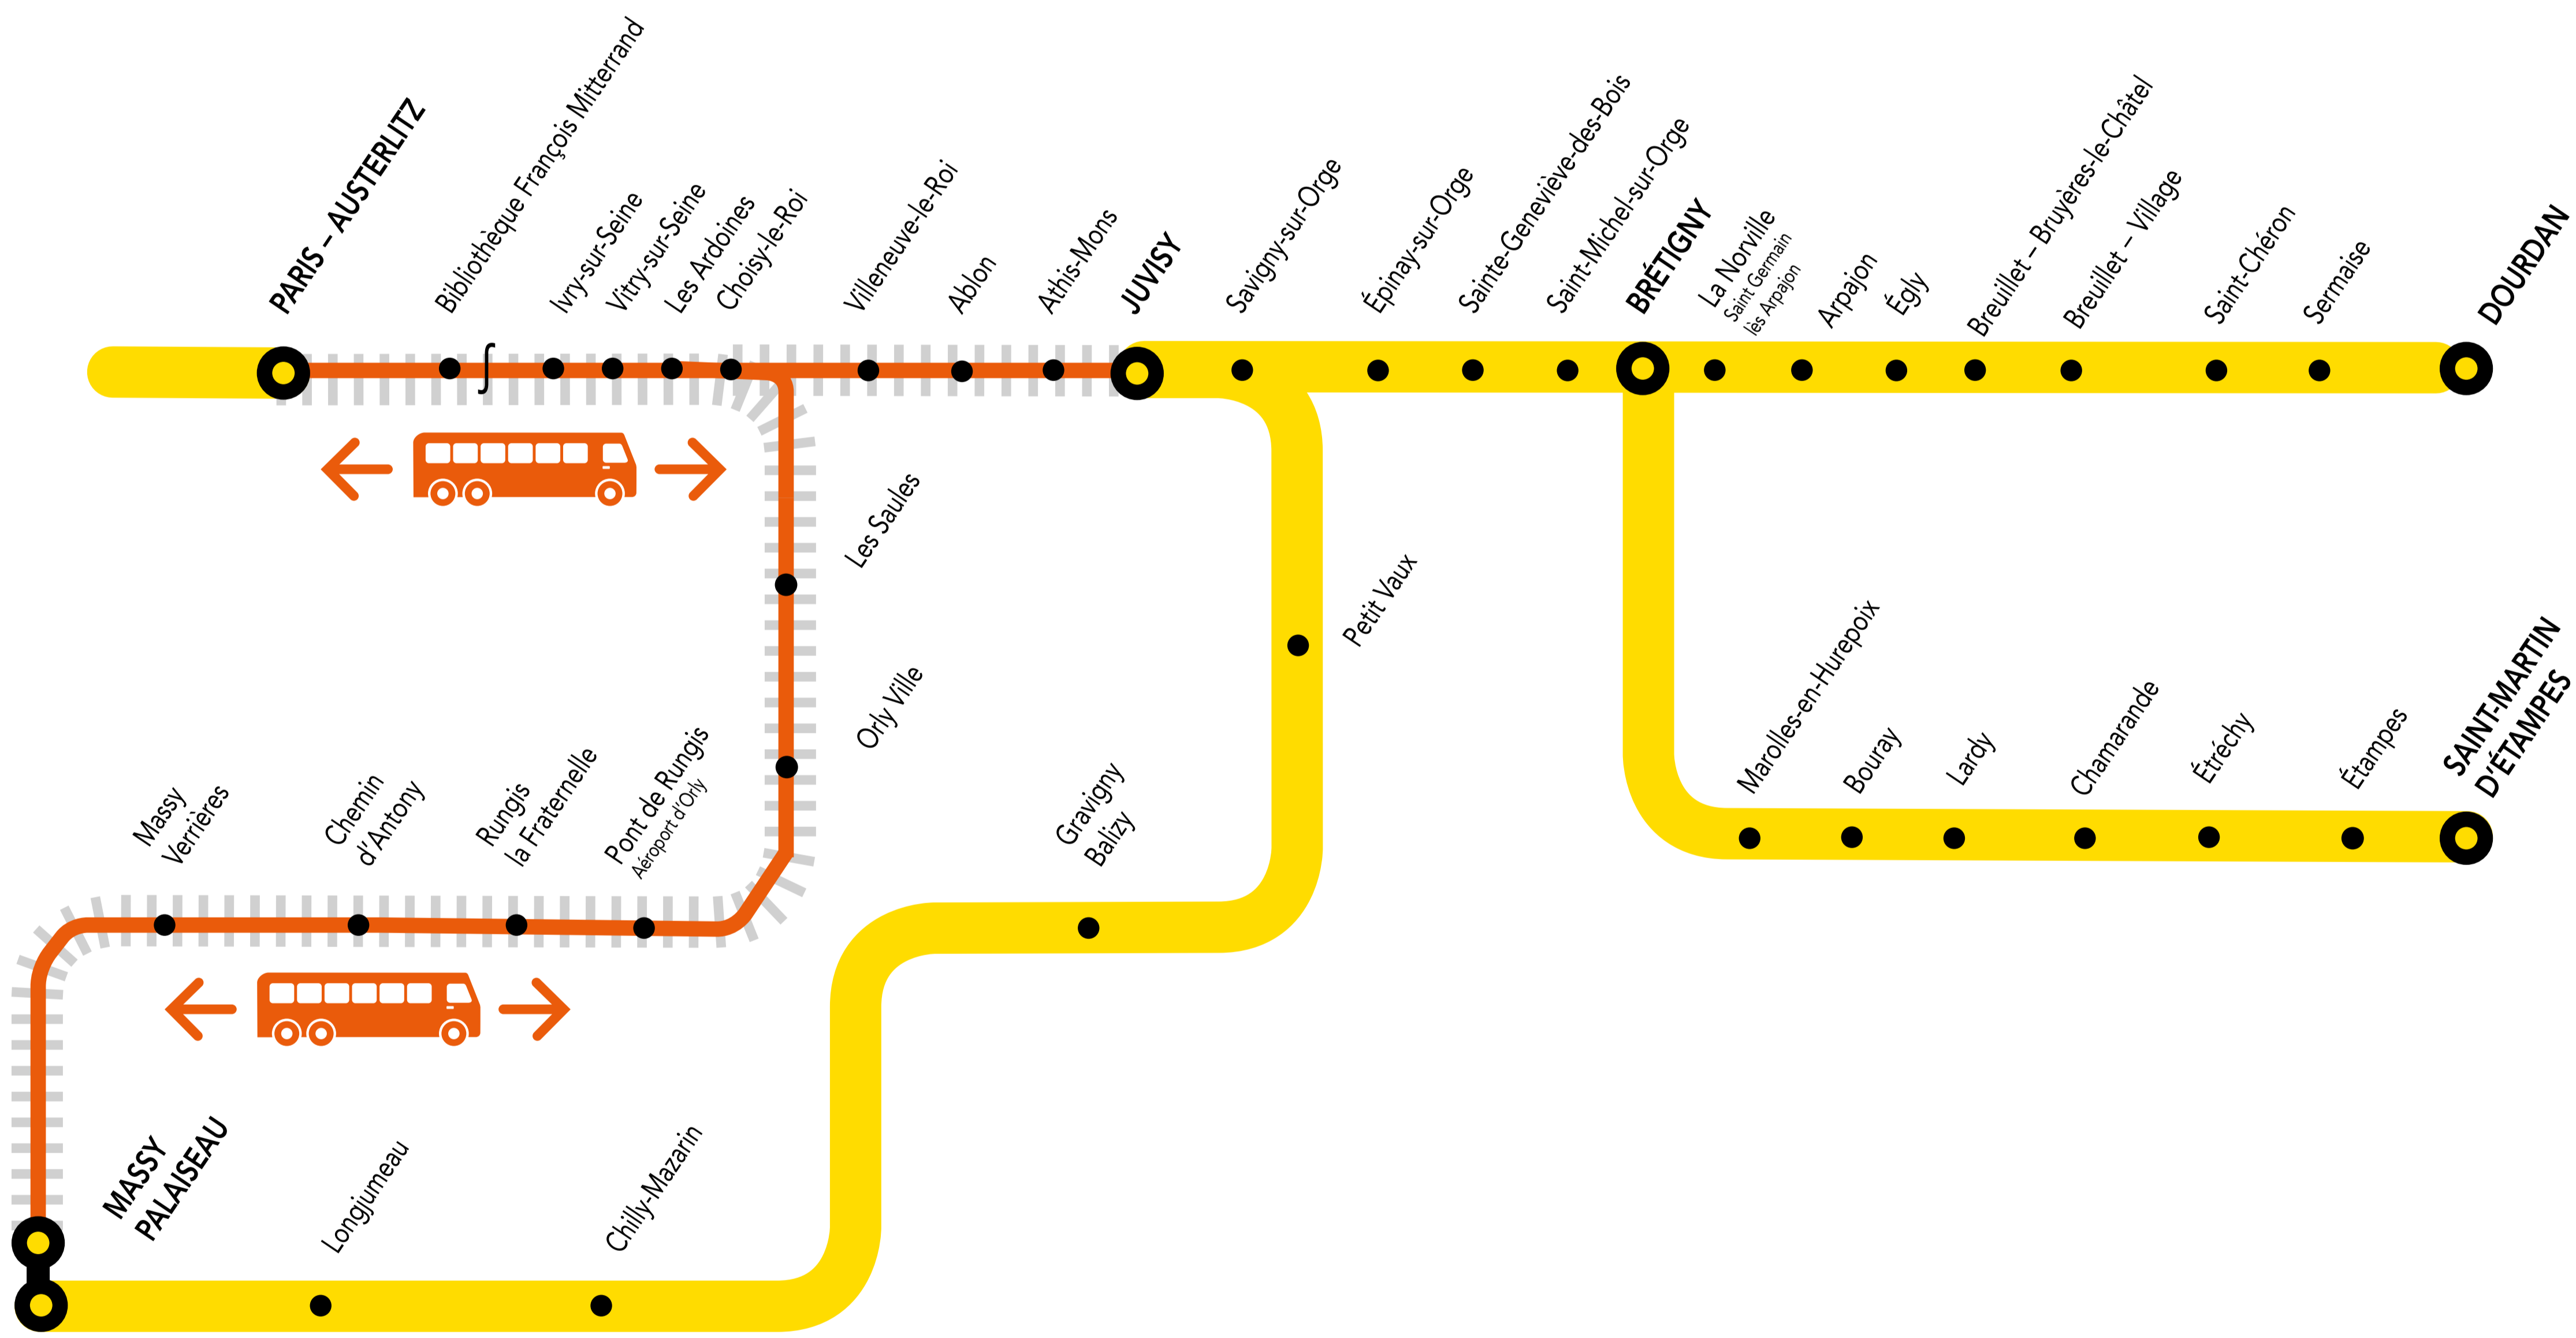 PARIS – AUSTERLITZ
Bibliothèque François Mitterrand
Ivry-sur-Seine
Vitry-sur-Seine
Les Ardoines
Choisy-le-Roi
Villeneuve-le-Roi
Ablon
Athis-Mons
JUVISY
Savigny-sur-Orge
Épinay-sur-Orge
Sainte-Geneviève-des-Bois
Saint-Michel-sur-Orge
BRÉTIGNY
La Norville
Saint Germain
lès Arpajon
Arpajon
Égly
Breuillet – Bruyères-le-Châtel
Breuillet – Village
Saint-Chéron
Sermaise
DOURDAN
Les Saules
Orly Ville
Petit Vaux
Marolles-en-Hurepoix
Bouray
Lardy
Chamarande
Étréchy
Étampes
SAINT-MARTIN
D'ÉTAMPES
Massy
Verrières
Chemin
d'Antony
Rungis
la Fraternelle
Pont de Rungis
Aéroport d'Orly
Gravigny
Balizy
MASSY
PALAISEAU
Longjumeau
Chilly-Mazarin